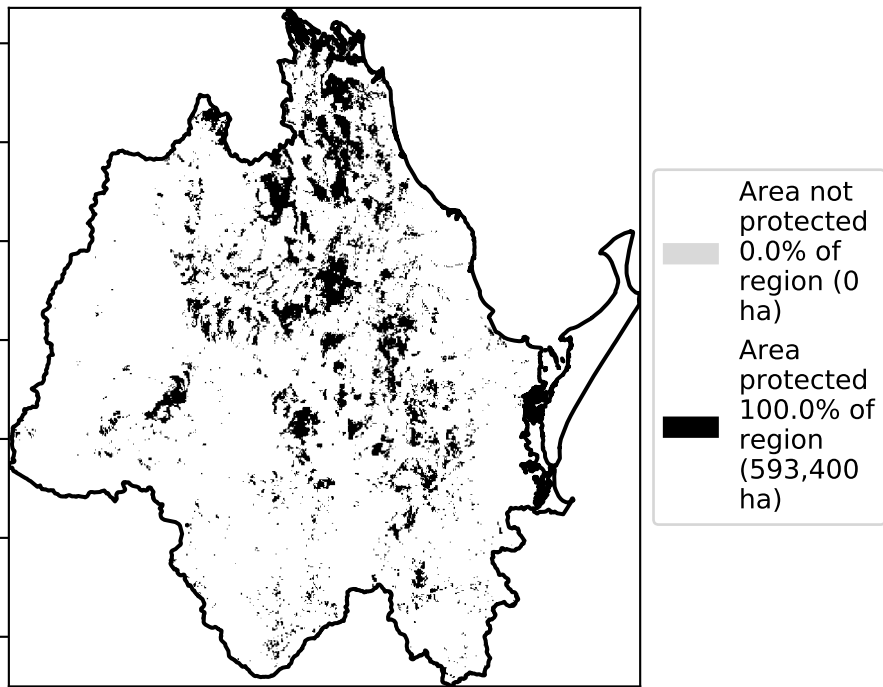 Area not
protected
0.0% of
region (0
ha)
Area
protected
100.0% of
region
(593,400
ha)